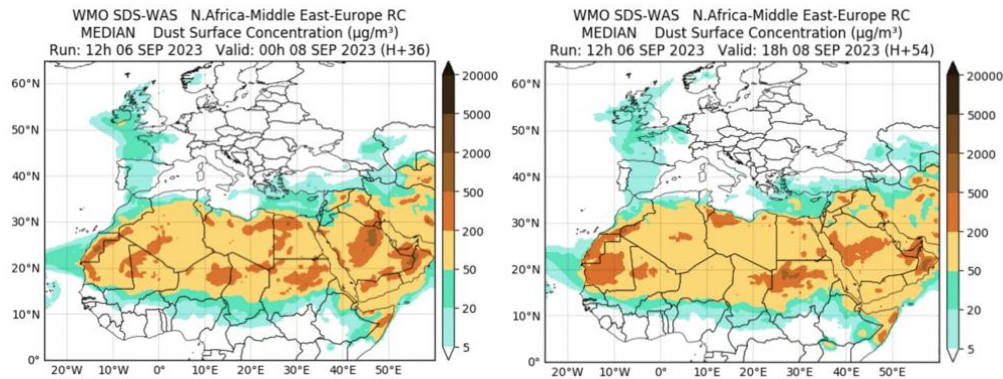 WMO SDS-WAS N.Africa-Middle East-Europe RC
MEDIAN Dust Surface Concentration (µg/m³)
Run: 12h 06 SEP 2023 Valid: 00h 08 SEP 2023 (H+36)
60°N
50°N
40°N
30°N
20°N
10°N
0°
20°W
10°W
0°
10°E
20°E
30°E
40°E
50°E
20000
5000
2000
500
200
50
20
5
WMO SDS-WAS N.Africa-Middle East-Europe RC
MEDIAN Dust Surface Concentration (µg/m³)
Run: 12h 06 SEP 2023 Valid: 18h 08 SEP 2023 (H+54)
60°N
50°N
40°N
30°N
20°N
10°N
0°
20°W
10°W
0°
10°E
20°E
30°E
40°E
50°E
20000
5000
2000
500
200
50
20
5